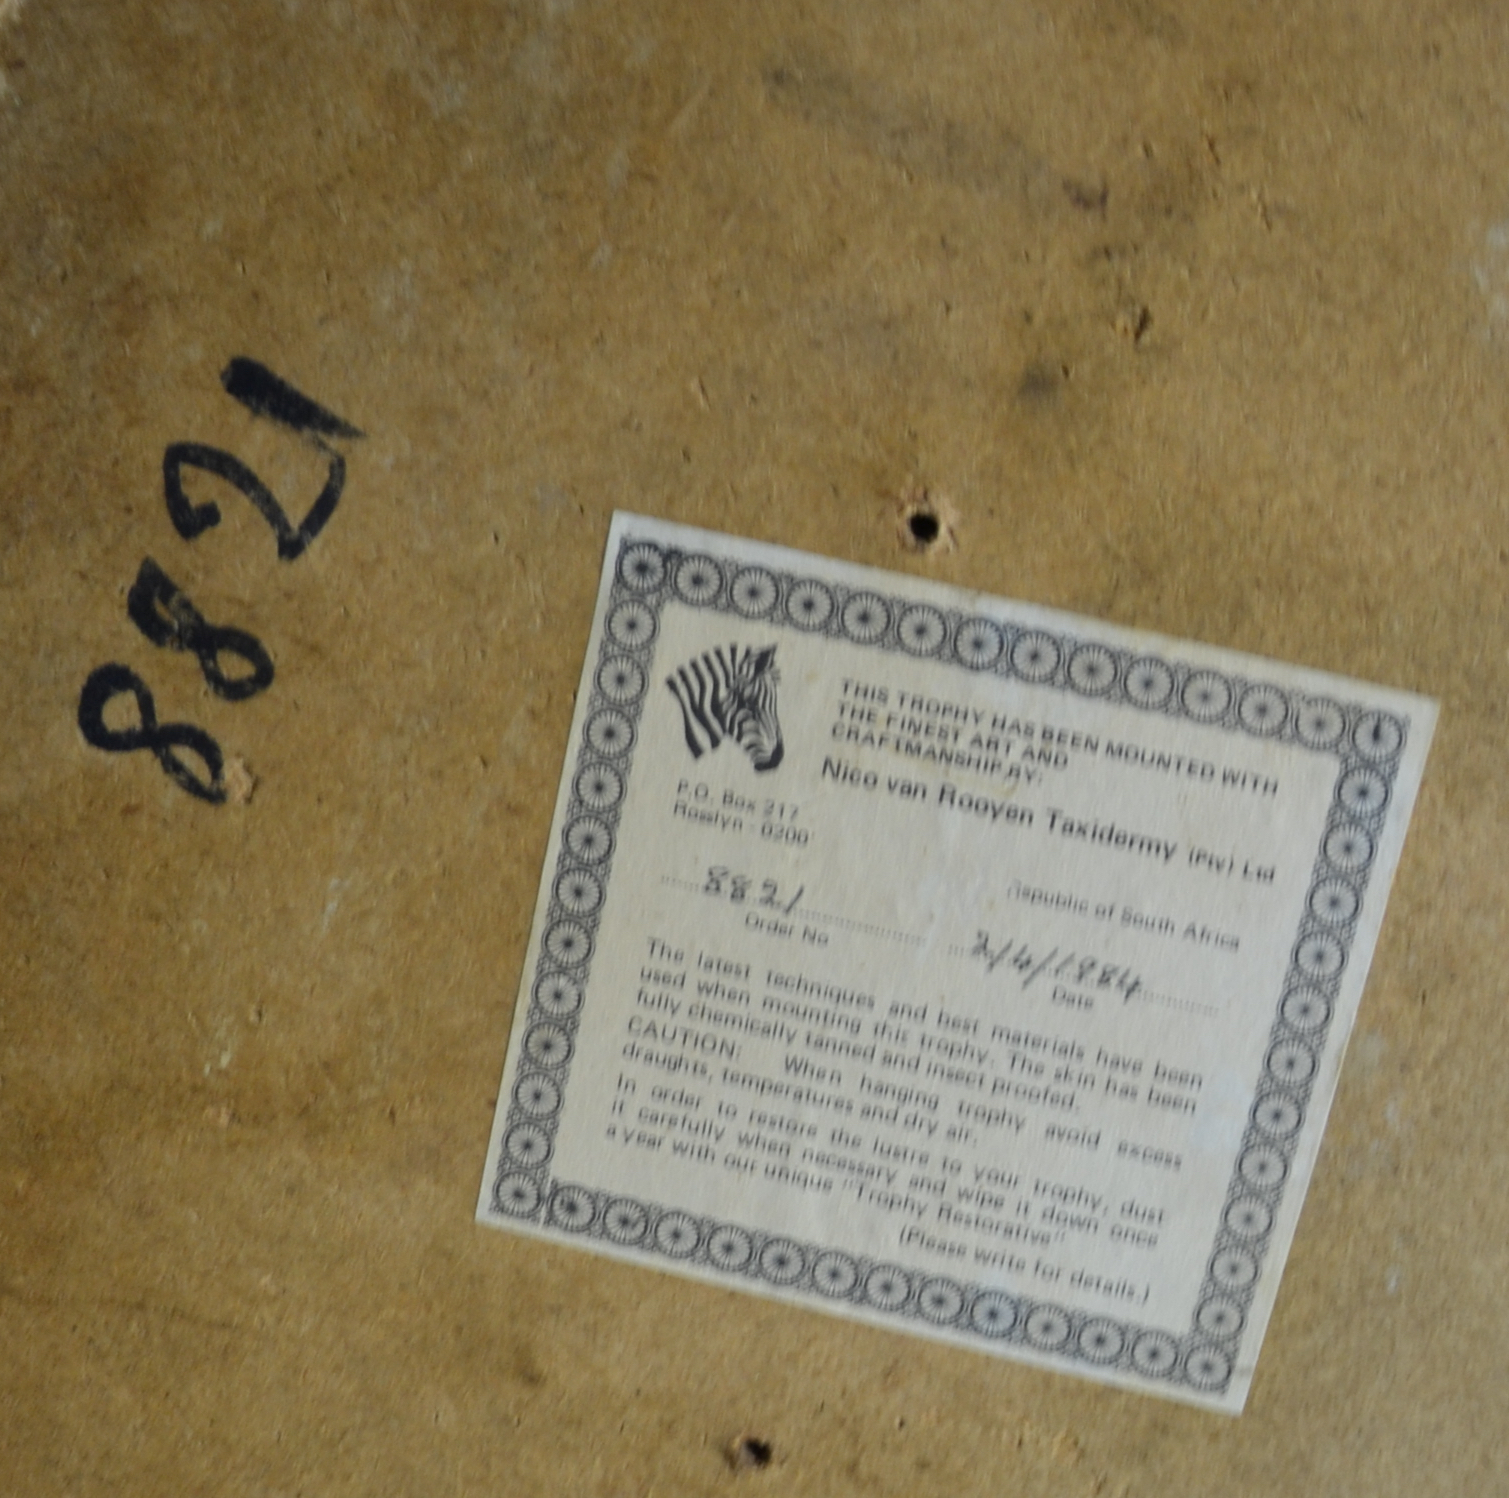 8821
THIS TROPHY HAS BEEN MOUNTED WITH
THE FINEST ART AND
CRAFTMANSHIP BY:
Nico van Rooyen Taxidermy (Pty) Ltd
P.O. Box 217
Rosslyn - 0200
Republic of South Africa
8821
Order No
2/4/1984
Date
The latest techniques and best materials have been
used when mounting this trophy. The skin has been
fully chemically tanned and insect proofed.
CAUTION: When hanging trophy avoid excess
draughts, temperatures and dry air.
In order to restore the lustre to your trophy, dust
it carefully when necessary and wipe it down once
a year with our unique "Trophy Restorative"
(Please write for details.)